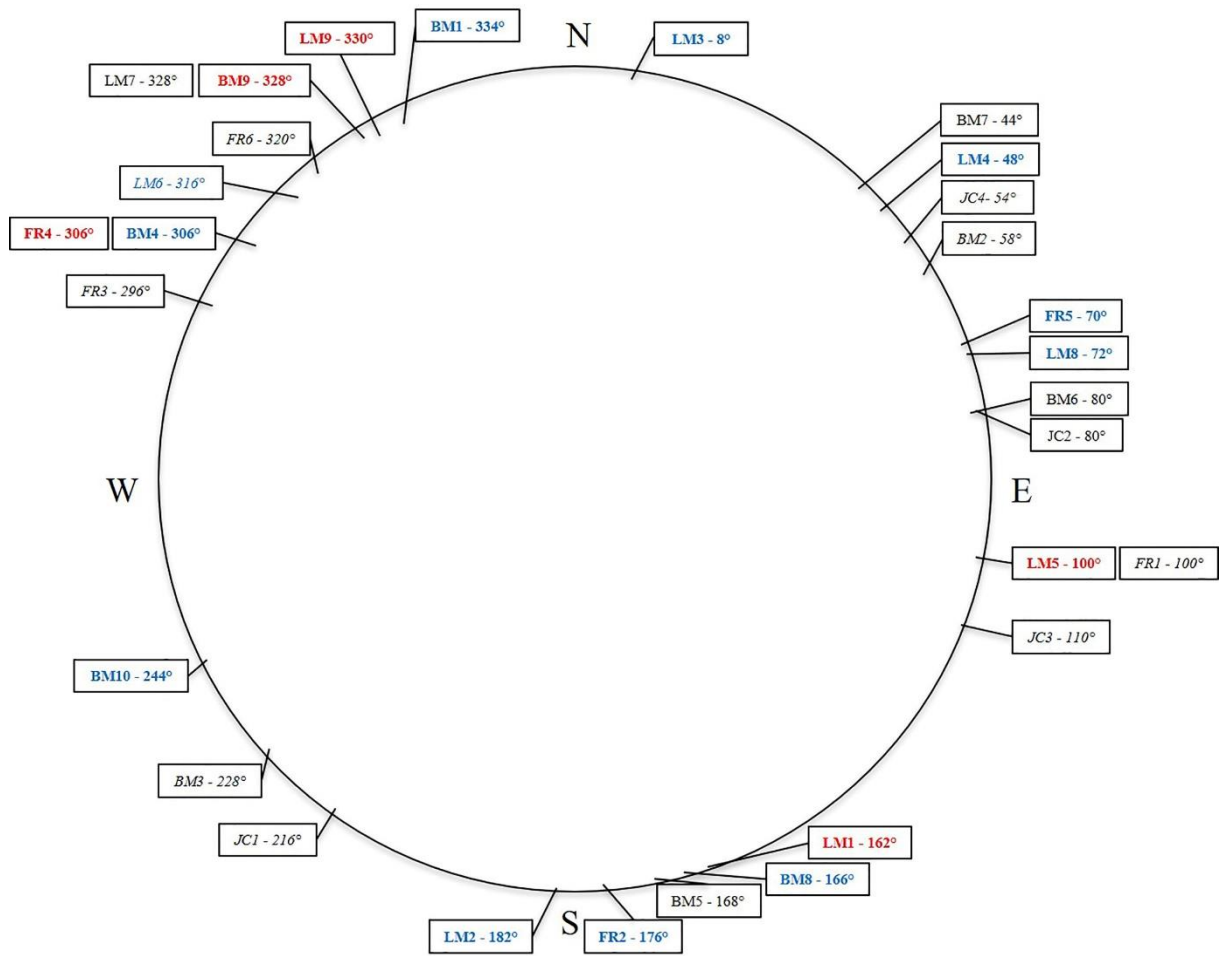 N
LM9 - 330°
BM1 - 334°
LM3 - 8°
LM7 - 328°
BM9 - 328°
FR6 - 320°
LM6 - 316°
FR4 - 306°
BM4 - 306°
FR3 - 296°
BM7 - 44°
LM4 - 48°
JC4- 54°
BM2 - 58°
FR5 - 70°
LM8 - 72°
BM6 - 80°
JC2 - 80°
W
E
LM5 - 100°
FR1 - 100°
JC3 - 110°
BM10 - 244°
BM3 - 228°
JC1 - 216°
LM1 - 162°
BM8 - 166°
BM5 - 168°
S
LM2 - 182°
FR2 - 176°